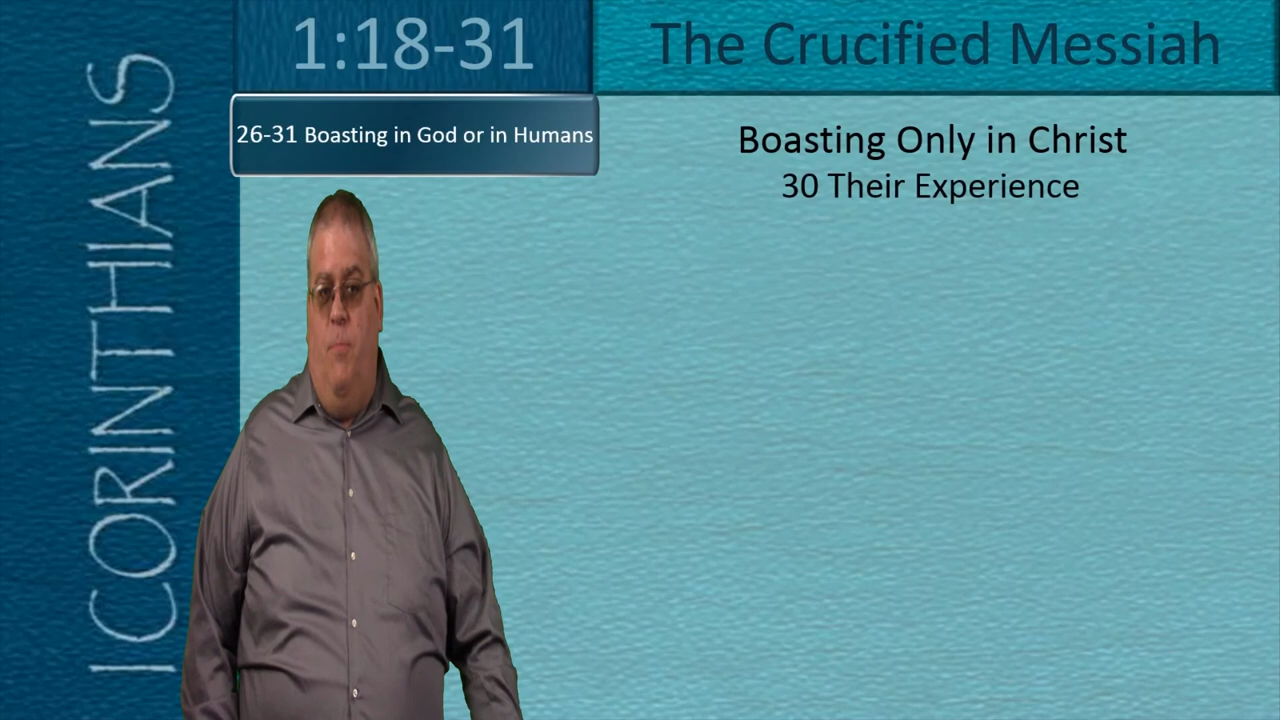 I CORINTHIANS
1:18-31
The Crucified Messiah
26-31 Boasting in God or in Humans
Boasting Only in Christ
30 Their Experience